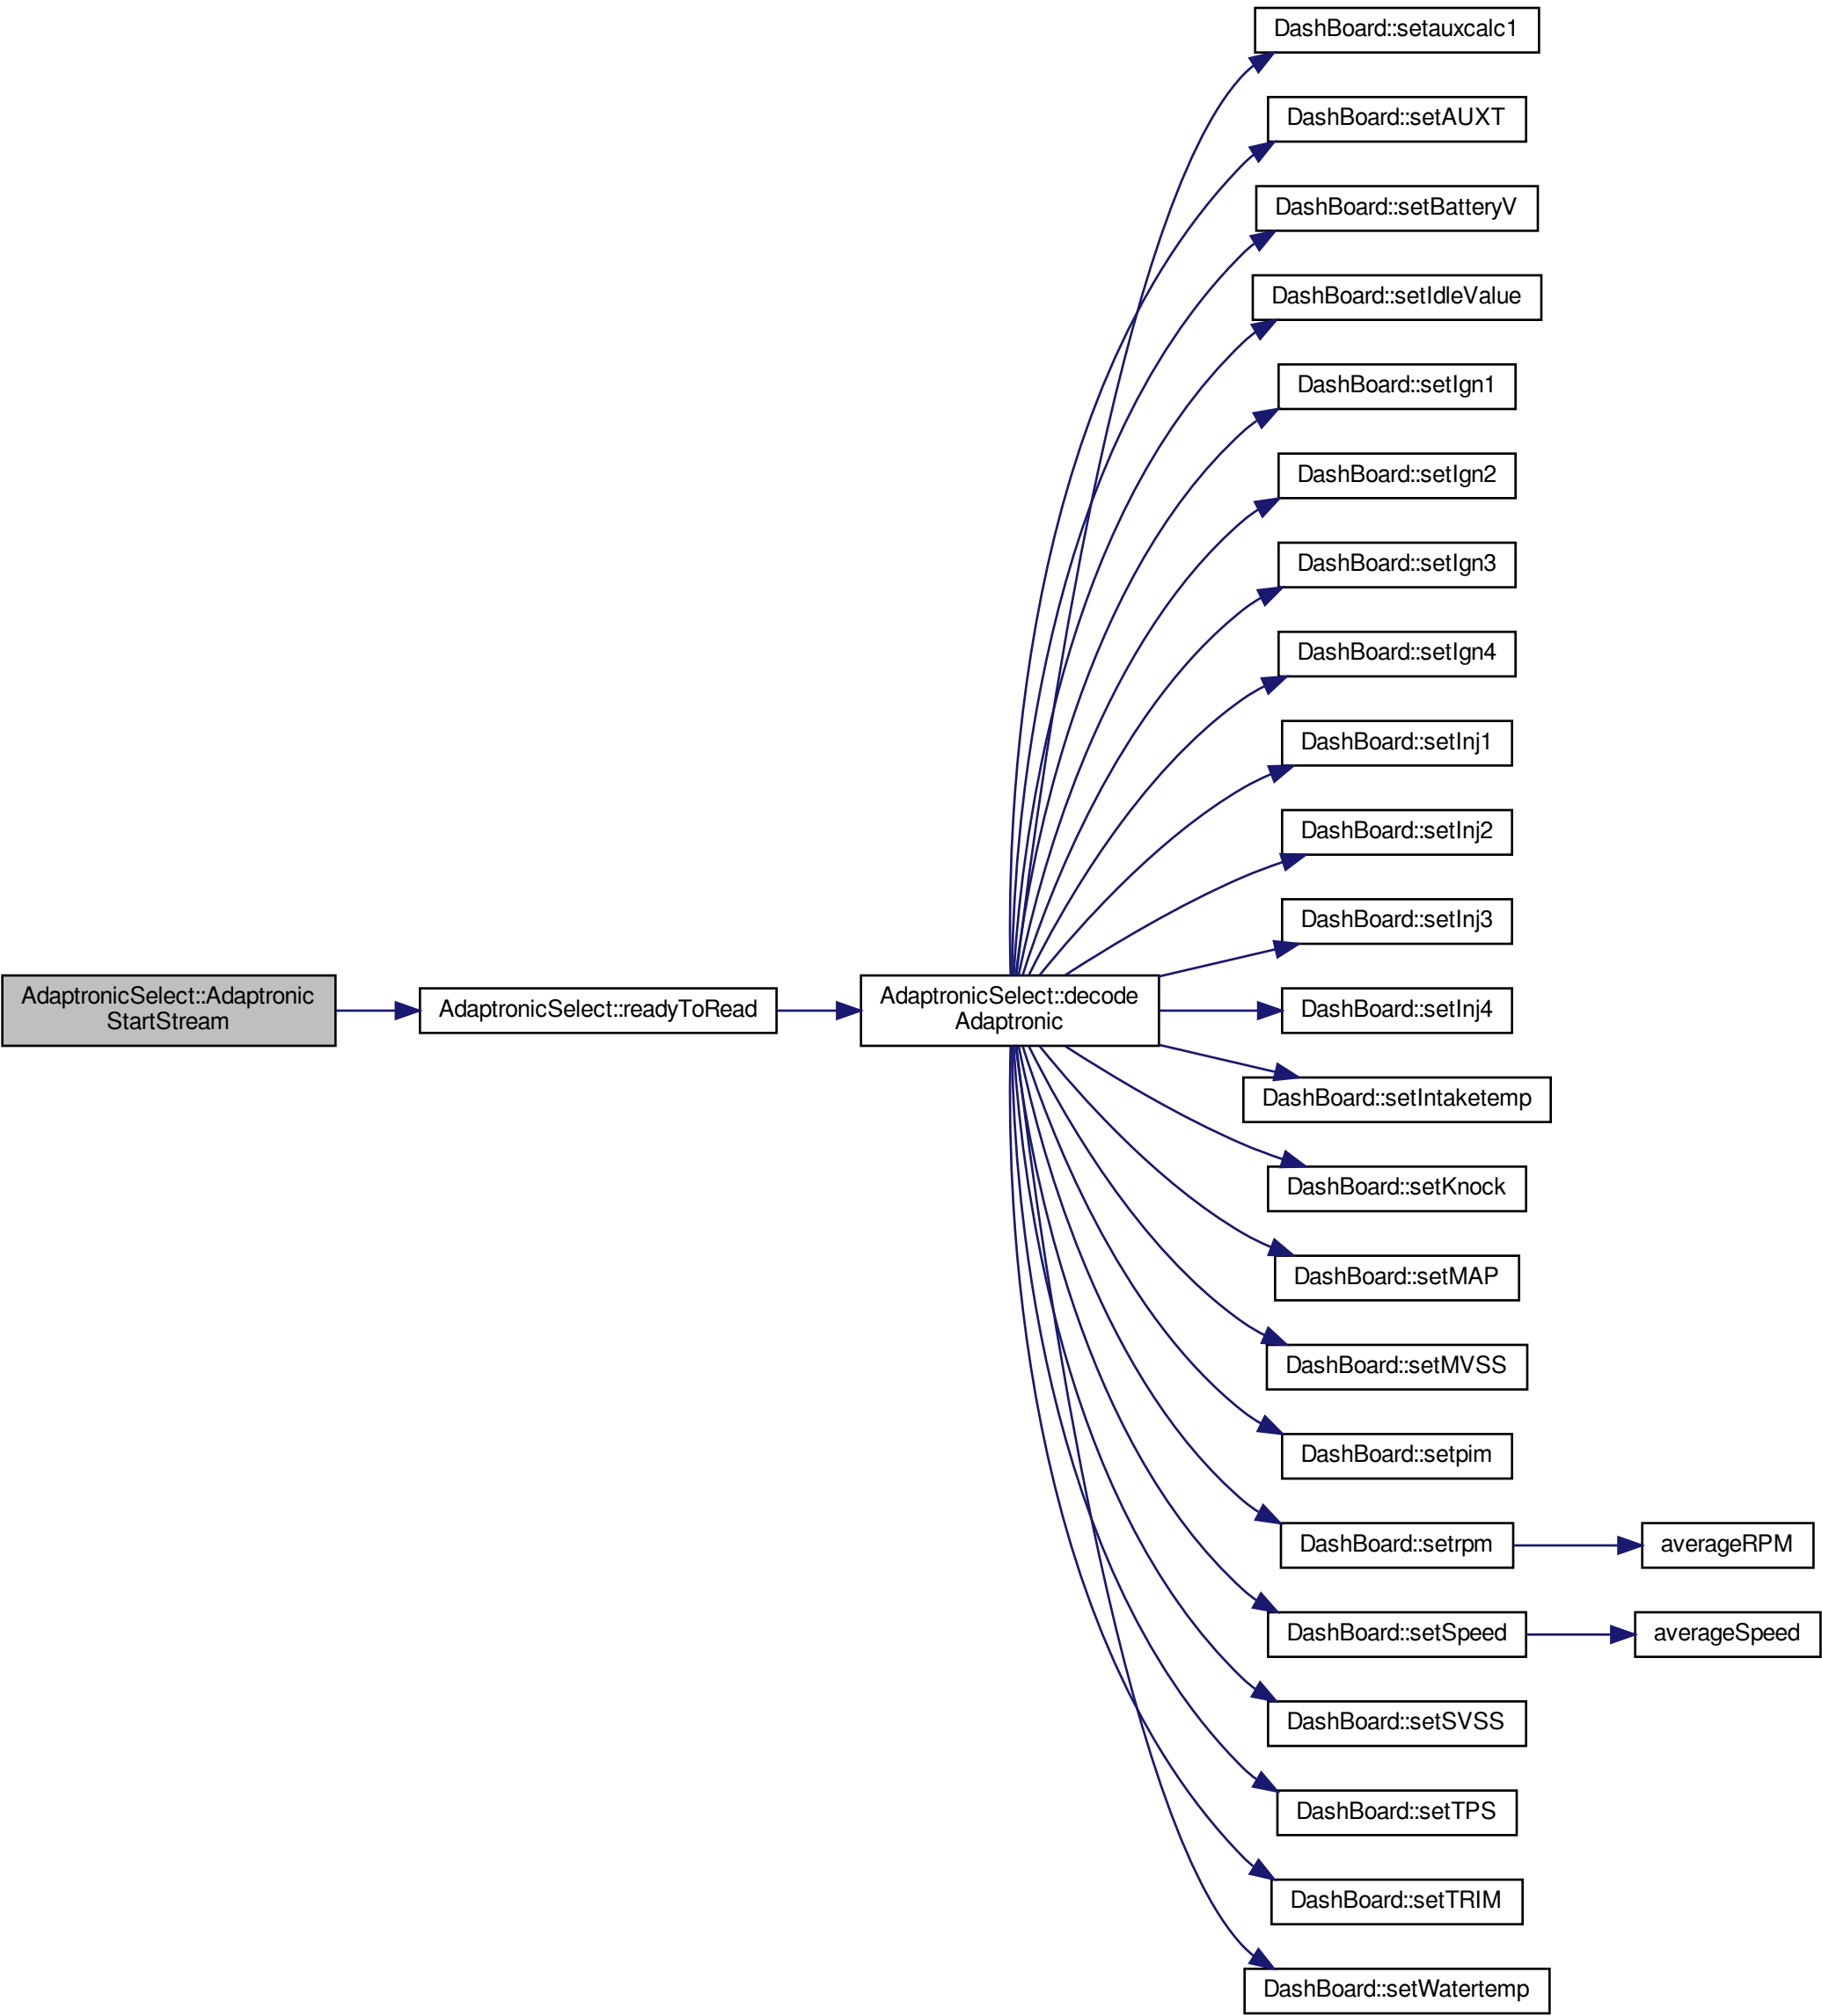 DashBoard::setauxcalc1
DashBoard::setAUXT
DashBoard::setBatteryV
DashBoard::setIdleValue
DashBoard::setIgn1
DashBoard::setIgn2
DashBoard::setIgn3
DashBoard::setIgn4
DashBoard::setInj1
DashBoard::setInj2
DashBoard::setInj3
AdaptronicSelect::Adaptronic
StartStream
AdaptronicSelect::readyToRead
AdaptronicSelect::decode
Adaptronic
DashBoard::setInj4
DashBoard::setIntaketemp
DashBoard::setKnock
DashBoard::setMAP
DashBoard::setMVSS
DashBoard::setpim
DashBoard::setrpm
averageRPM
DashBoard::setSpeed
averageSpeed
DashBoard::setSVSS
DashBoard::setTPS
DashBoard::setTRIM
DashBoard::setWatertemp